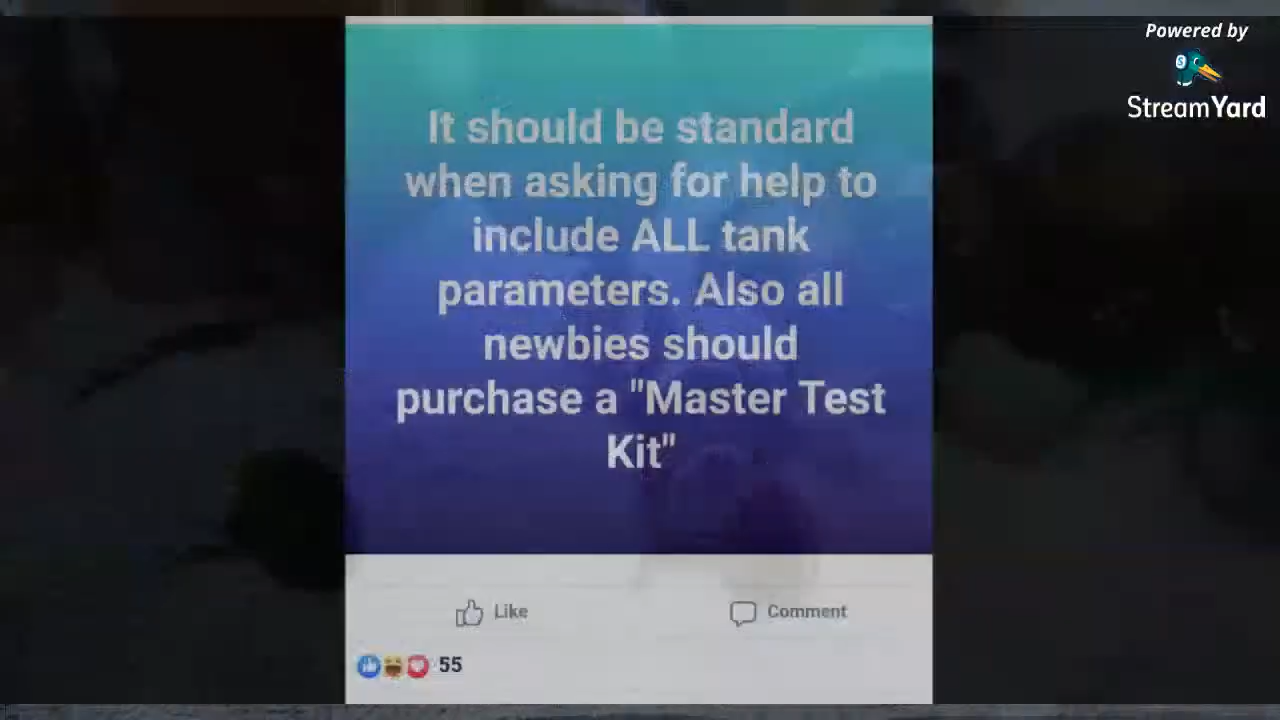 Powered by
StreamYard
It should be standard
when asking for help to
include ALL tank
parameters. Also all
newbies should
purchase a "Master Test
Kit"
Like
Comment
55